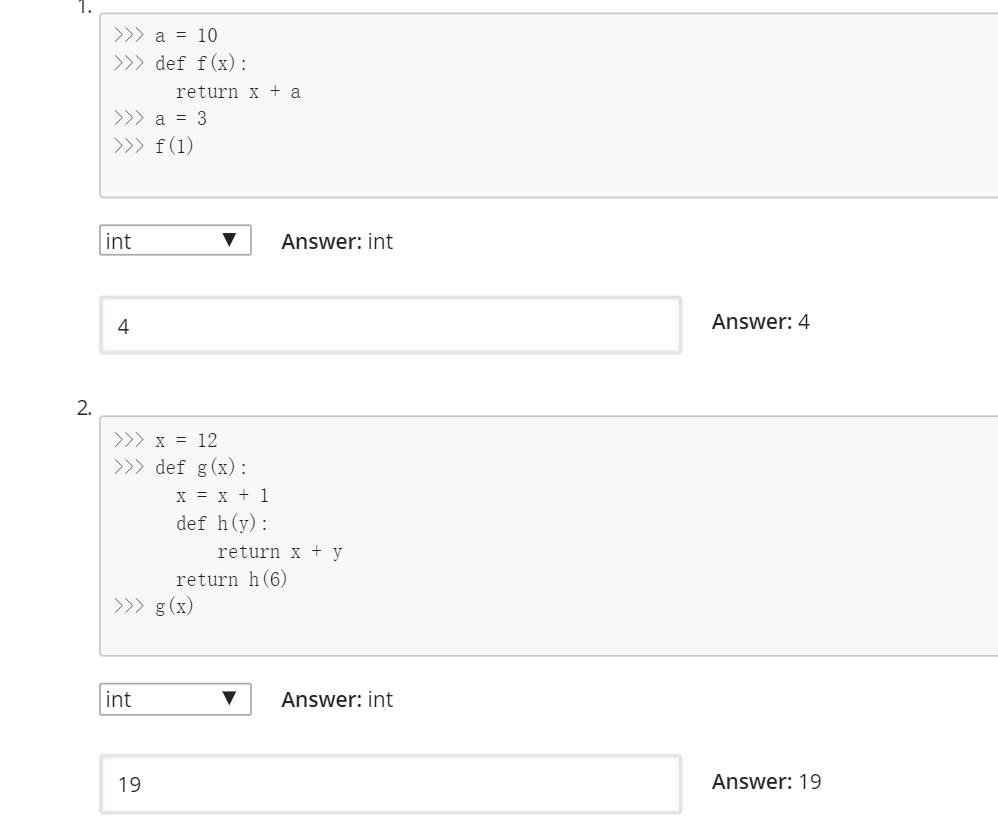 1.
>>> a = 10
>>> def f(x):
      return x + a
>>> a = 3
>>> f(1)
int ▼ Answer: int
4 Answer: 4
2.
>>> x = 12
>>> def g(x):
      x = x + 1
      def h(y):
          return x + y
      return h(6)
>>> g(x)
int ▼ Answer: int
19 Answer: 19